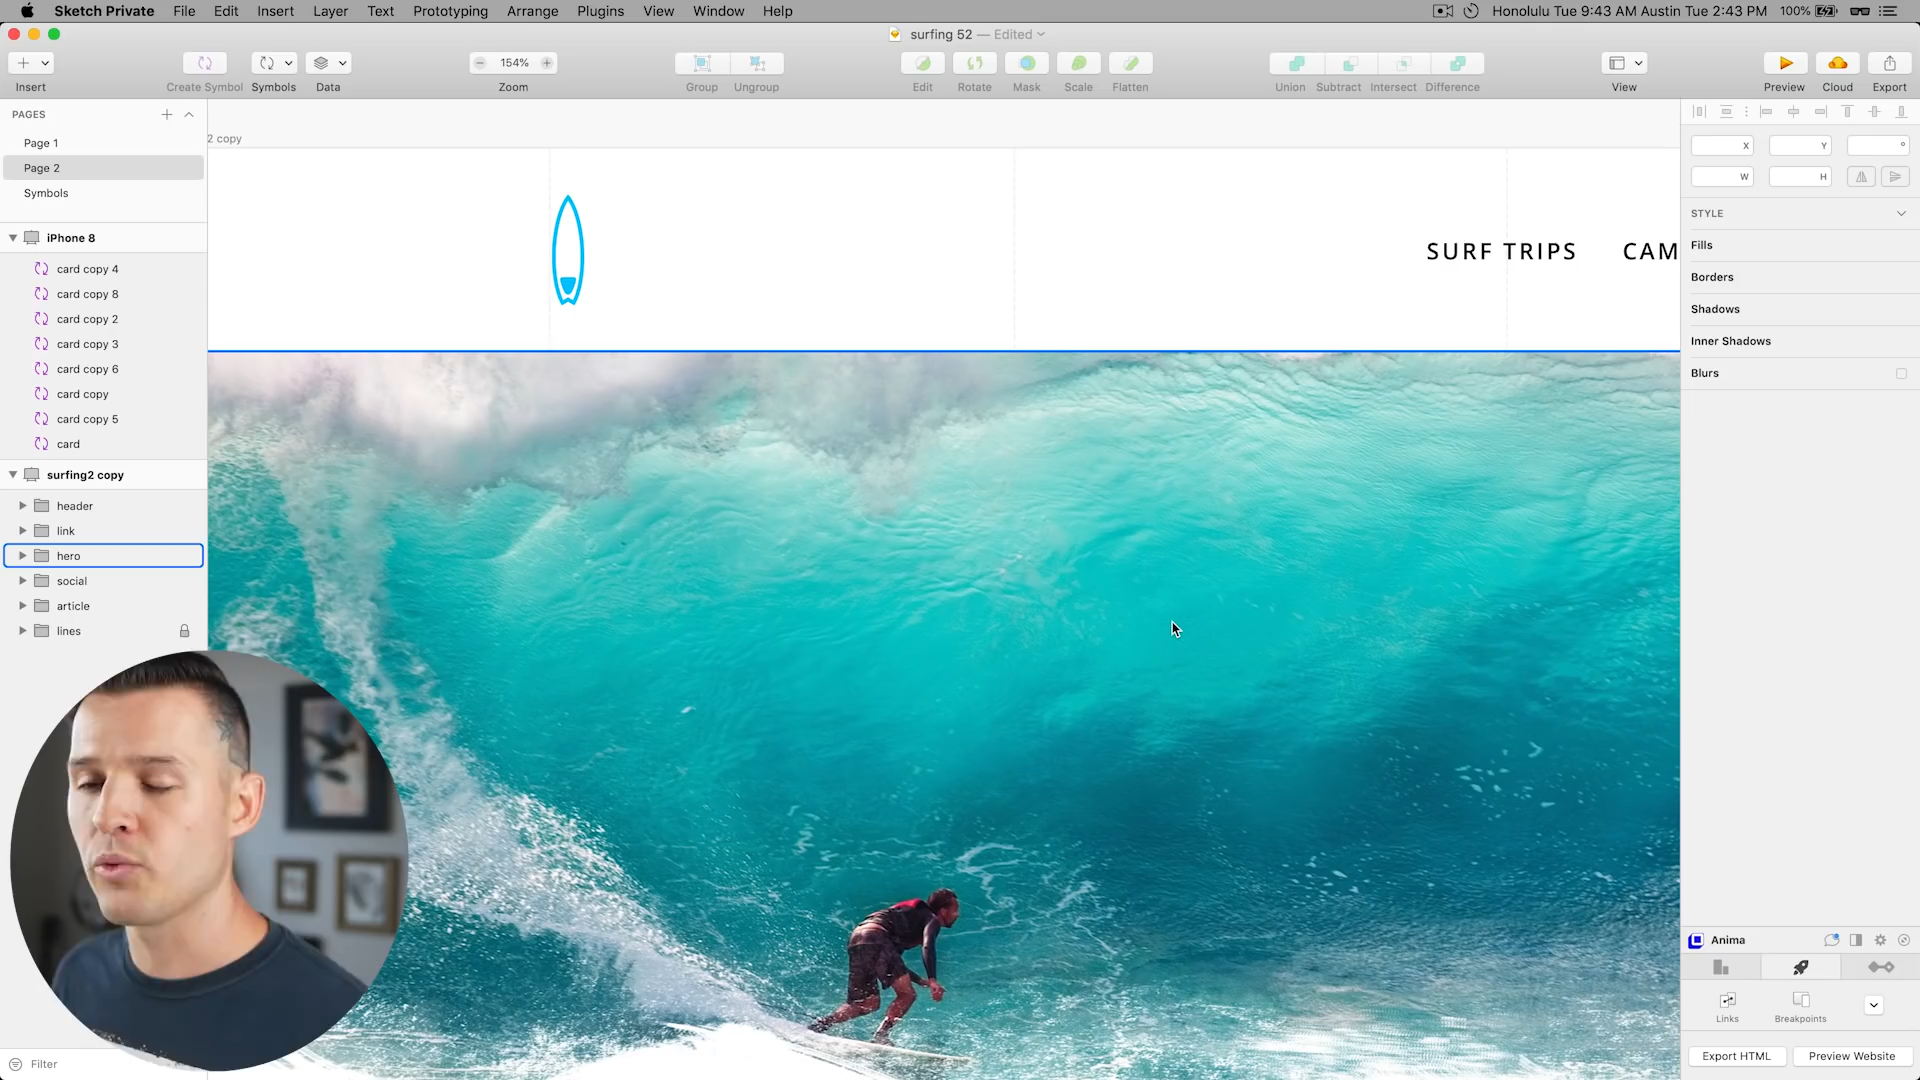 Sketch Private File Edit Insert Layer Text Prototyping Arrange Plugins View Window Help Honolulu Tue 9:43 AM Austin Tue 2:43 PM 100%
surfing 52 — Edited
154%
Insert Create Symbol Symbols Data Zoom Group Ungroup Edit Rotate Mask Scale Flatten Union Subtract Intersect Difference View Preview Cloud Export
PAGES
Page 1
Page 2
Symbols
iPhone 8
card copy 4
card copy 8
card copy 2
card copy 3
card copy 6
card copy
card copy 5
card
surfing2 copy
header
link
hero
social
article
lines
Filter
2 copy
SURF TRIPS CAM
X Y °
W H
STYLE
Fills
Borders
Shadows
Inner Shadows
Blurs
Anima
Links Breakpoints
Export HTML Preview Website